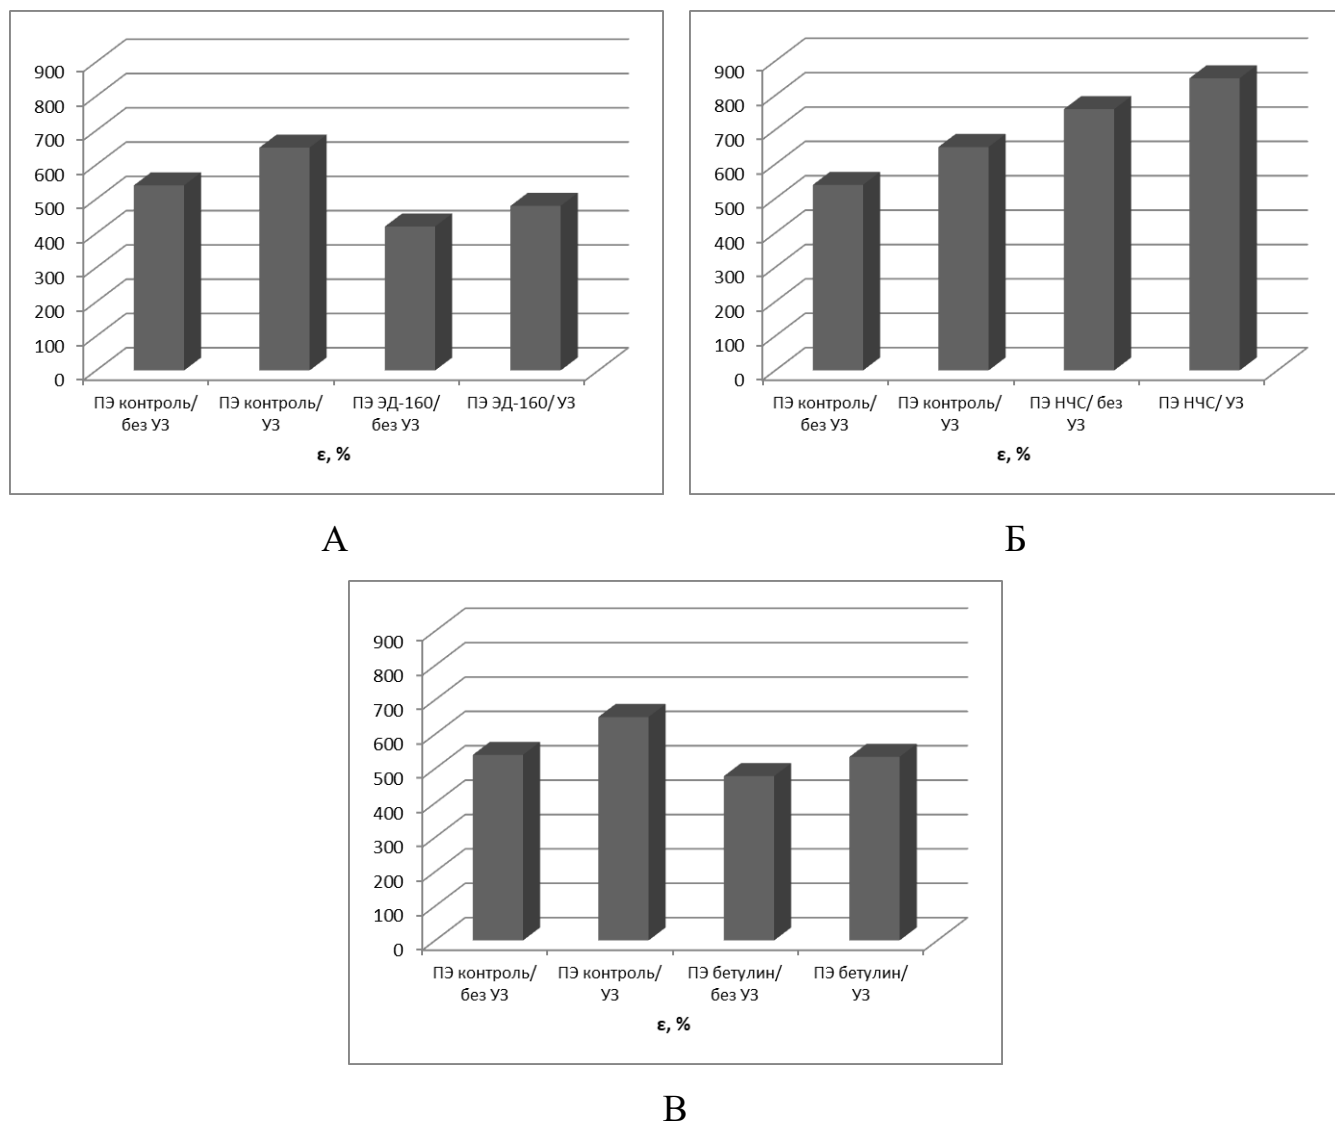 900
800
700
600
500
400
300
200
100
0
ПЭ контроль/ без УЗ
ПЭ контроль/ УЗ
ПЭ ЭД-160/ без УЗ
ПЭ ЭД-160/ УЗ
ε, %
А
900
800
700
600
500
400
300
200
100
0
ПЭ контроль/ без УЗ
ПЭ контроль/ УЗ
ПЭ НЧС/ без УЗ
ПЭ НЧС/ УЗ
ε, %
Б
900
800
700
600
500
400
300
200
100
0
ПЭ контроль/ без УЗ
ПЭ контроль/ УЗ
ПЭ бетулин/ без УЗ
ПЭ бетулин/ УЗ
ε, %
В